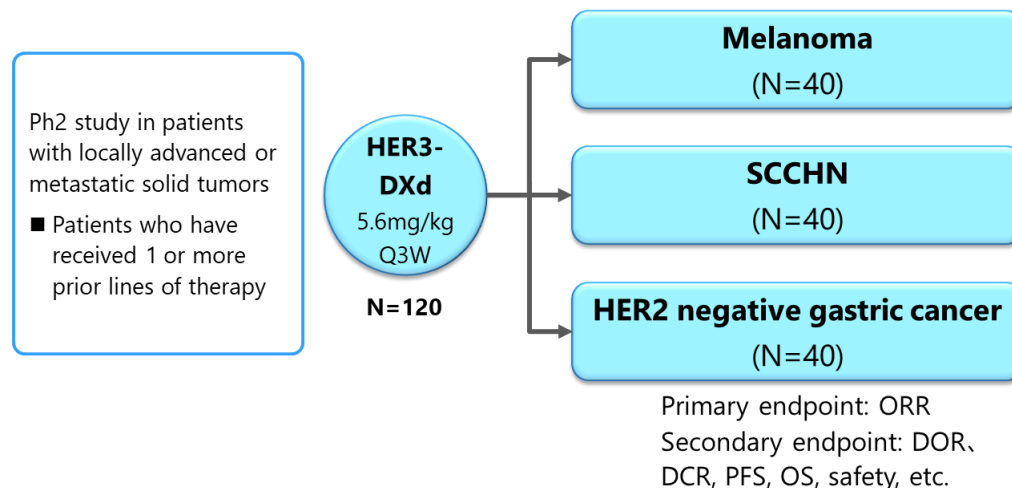 Ph2 study in patients
with locally advanced or
metastatic solid tumors
■ Patients who have
received 1 or more
prior lines of therapy
HER3-
DXd
5.6mg/kg
Q3W
N=120
Melanoma
(N=40)
SCCHN
(N=40)
HER2 negative gastric cancer
(N=40)
Primary endpoint: ORR
Secondary endpoint: DOR、
DCR, PFS, OS, safety, etc.